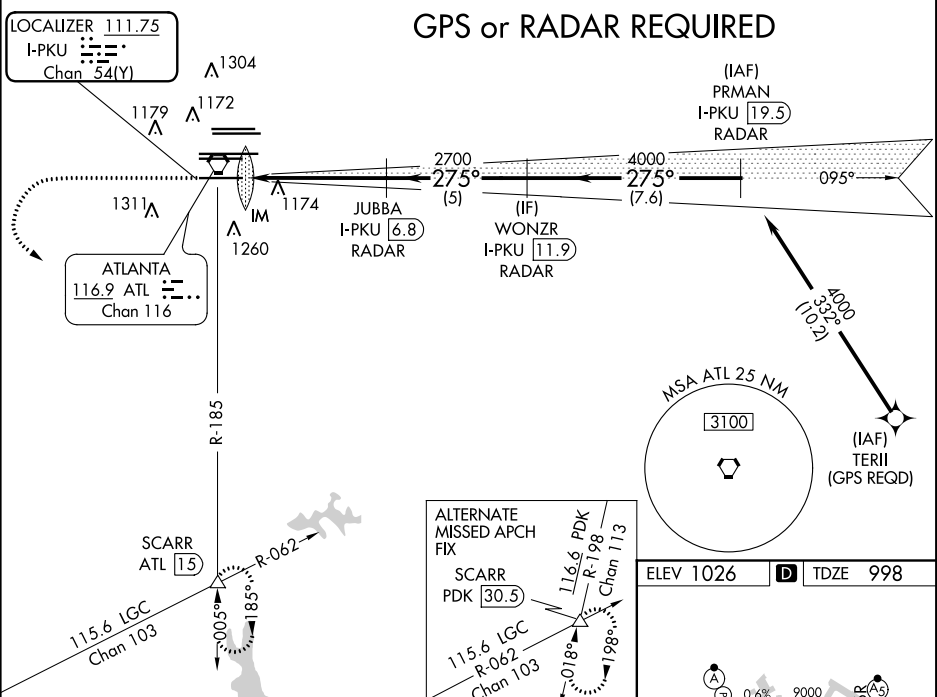 GPS or RADAR REQUIRED
LOCALIZER 111.75
I-PKU
Chan 54(Y)
1304
1172
1179
1311
1260
1174
IM
(IAF)
PRMAN
I-PKU 19.5
RADAR
2700
275°
(5)
4000
275°
(7.6)
095°
JUBBA
I-PKU 6.8
RADAR
(IF)
WONZR
I-PKU 11.9
RADAR
ATLANTA
116.9 ATL
Chan 116
4000
332°
(10.2)
R-185
MSA ATL 25 NM
3100
(IAF)
TERII
(GPS REQD)
SCARR
ATL 15
R-062
115.6 LGC
Chan 103
005°
185°
ALTERNATE
MISSED APCH
FIX
SCARR
PDK 30.5
116.6 PDK
R-198
Chan 113
115.6 LGC
R-062
Chan 103
018°
198°
ELEV 1026 D TDZE 998
A
0.6%
9000
A5